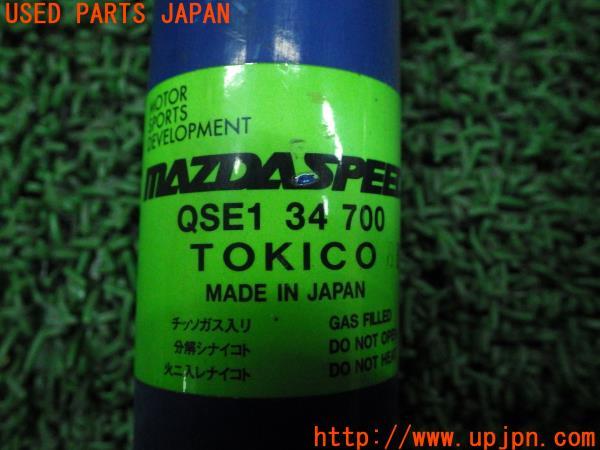 USED PARTS JAPAN
MOTOR
SPORTS
DEVELOPMENT
MAZDASPEE
QSE1 34 700
TOKICO
MADE IN JAPAN
チッソガス入リ GAS FILLED
分解シナイコト DO NOT OPEN
火ニ入レナイコト DO NOT HEAT
http://www.upjpn.com/